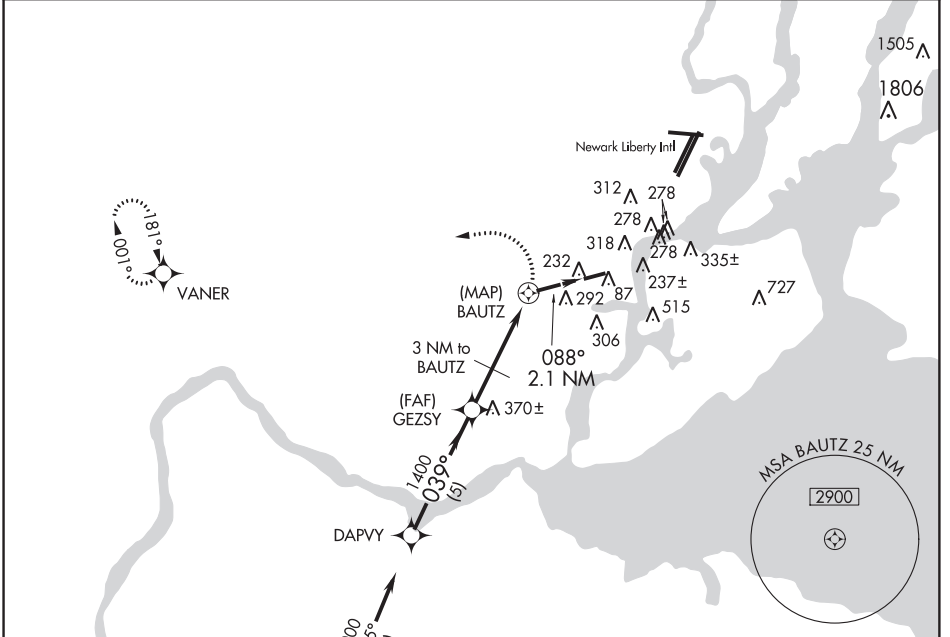 1505
1806
Newark Liberty Intl
312
278
278
318
278
335±
237±
232
292
87
306
515
727
181°
001°
VANER
(MAP)
BAUTZ
088°
2.1 NM
3 NM to
BAUTZ
(FAF)
GEZSY
370±
1400
039°
(5)
DAPVY
MSA BAUTZ 25 NM
2900